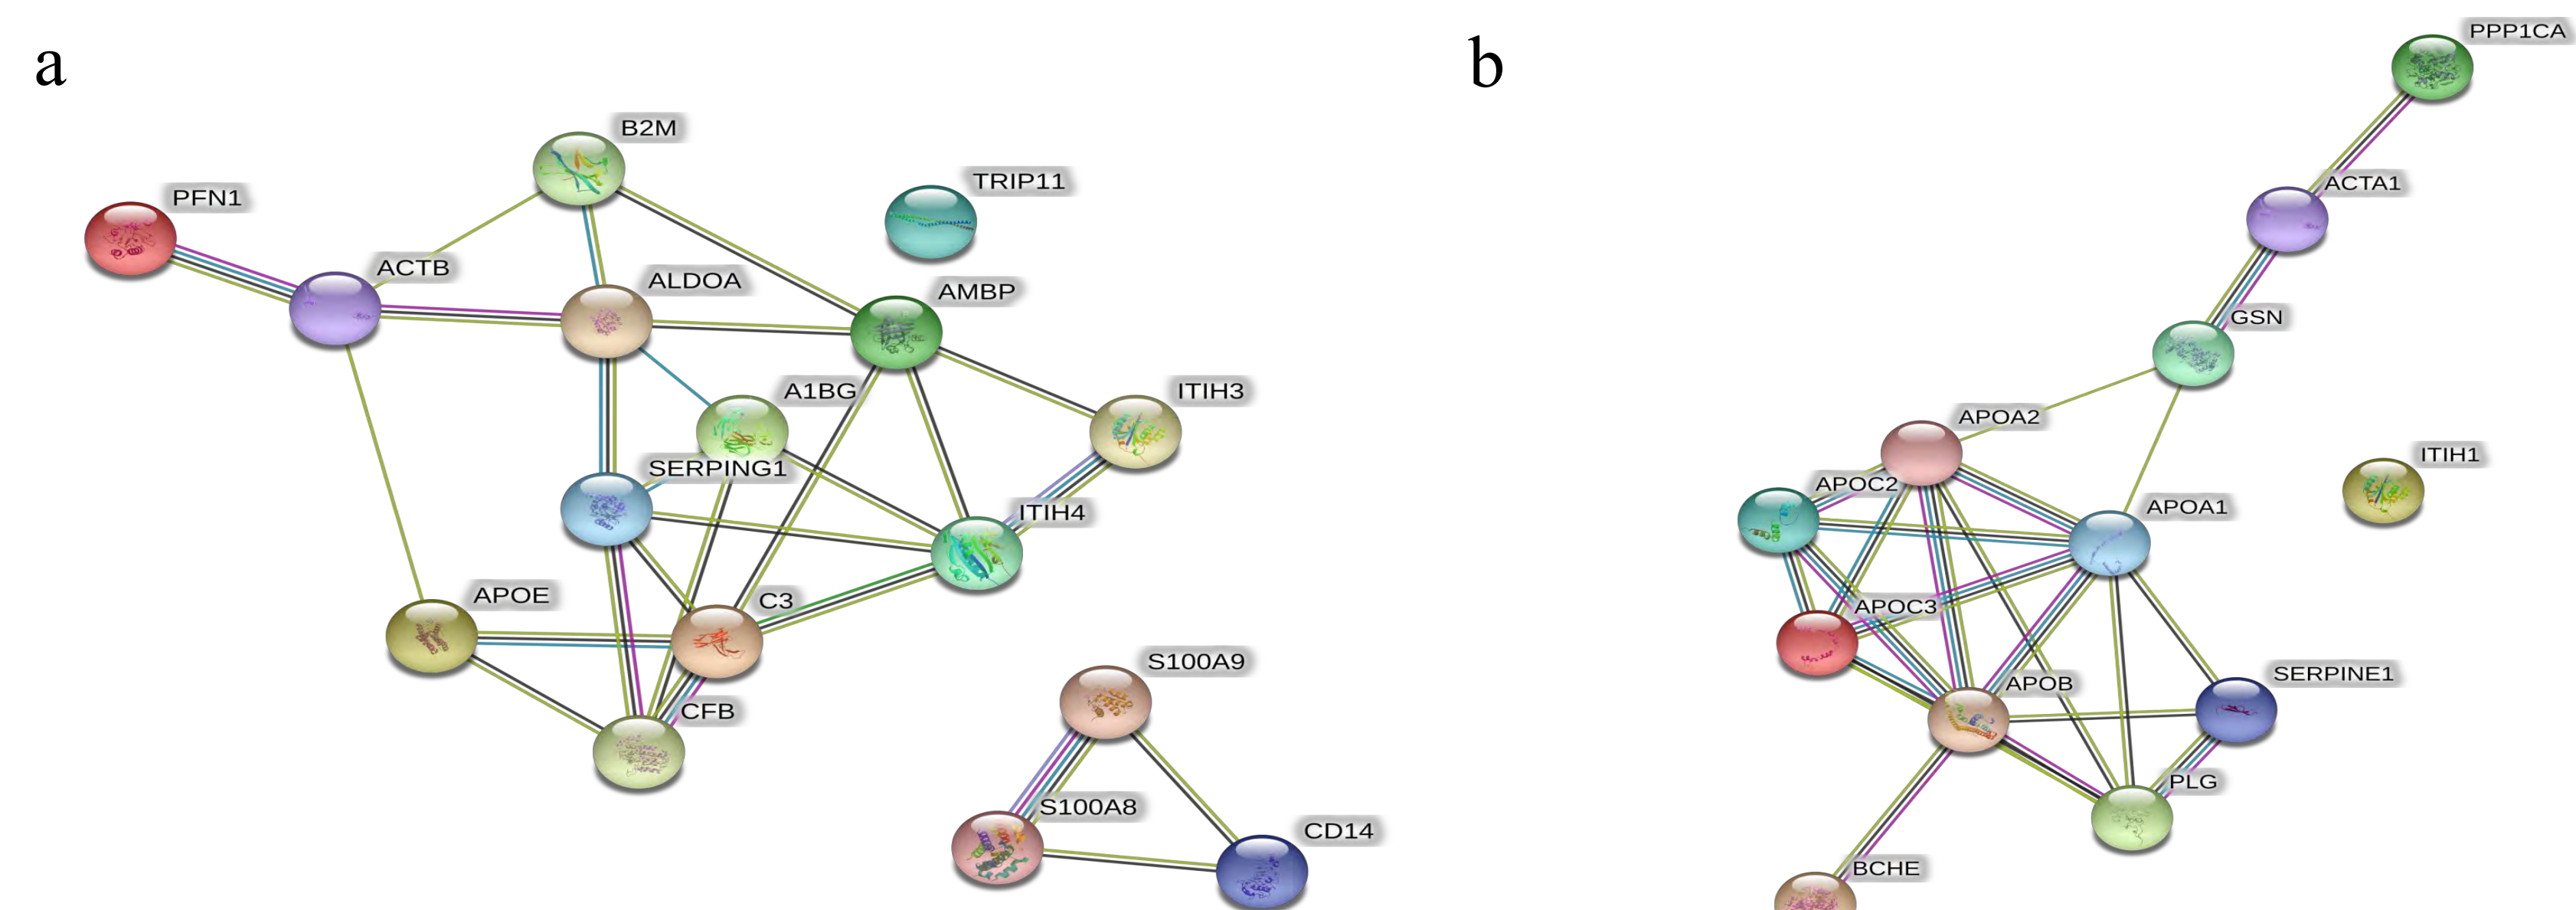 a
b
PPP1CA
B2M
TRIP11
ACTA1
PFN1
ACTB
ALDOA
AMBP
GSN
A1BG
ITIH3
APOA2
ITIH1
SERPING1
APOC2
ITIH4
APOA1
APOE
C3
APOC3
S100A9
SERPINE1
CFB
APOB
S100A8
PLG
CD14
BCHE